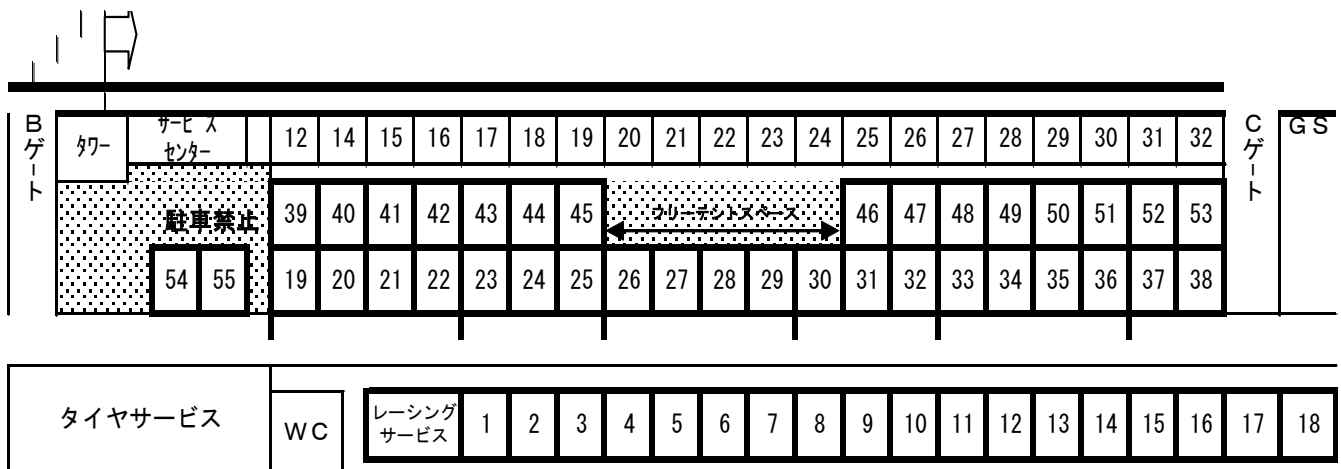 Bゲート
タワー
サービス
センター
12 14 15 16 17 18 19 20 21 22 23 24 25 26 27 28 29 30 31 32
Cゲート
GS
駐車禁止
39 40 41 42 43 44 45
フリーテントスペース
46 47 48 49 50 51 52 53
54 55
19 20 21 22 23 24 25 26 27 28 29 30 31 32 33 34 35 36 37 38
タイヤサービス
WC
レーシング
サービス
1 2 3 4 5 6 7 8 9 10 11 12 13 14 15 16 17 18